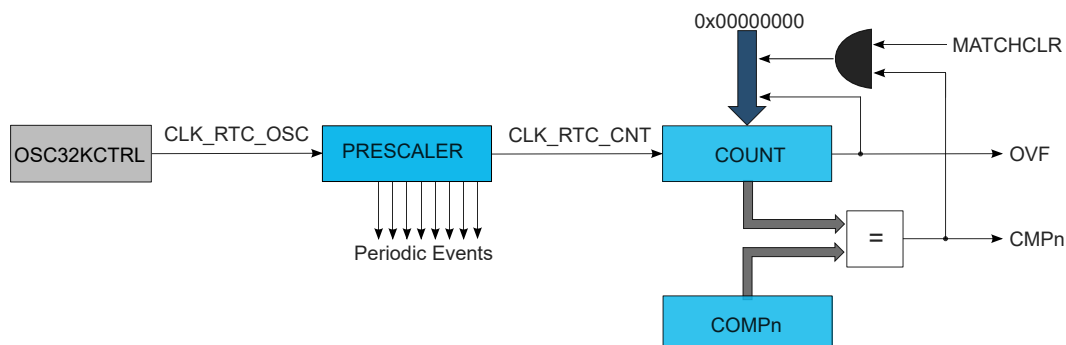 0x00000000
MATCHCLR
CLK_RTC_OSC
CLK_RTC_CNT
OSC32KCTRL
PRESCALER
COUNT
OVF
Periodic Events
=
CMPn
COMPn